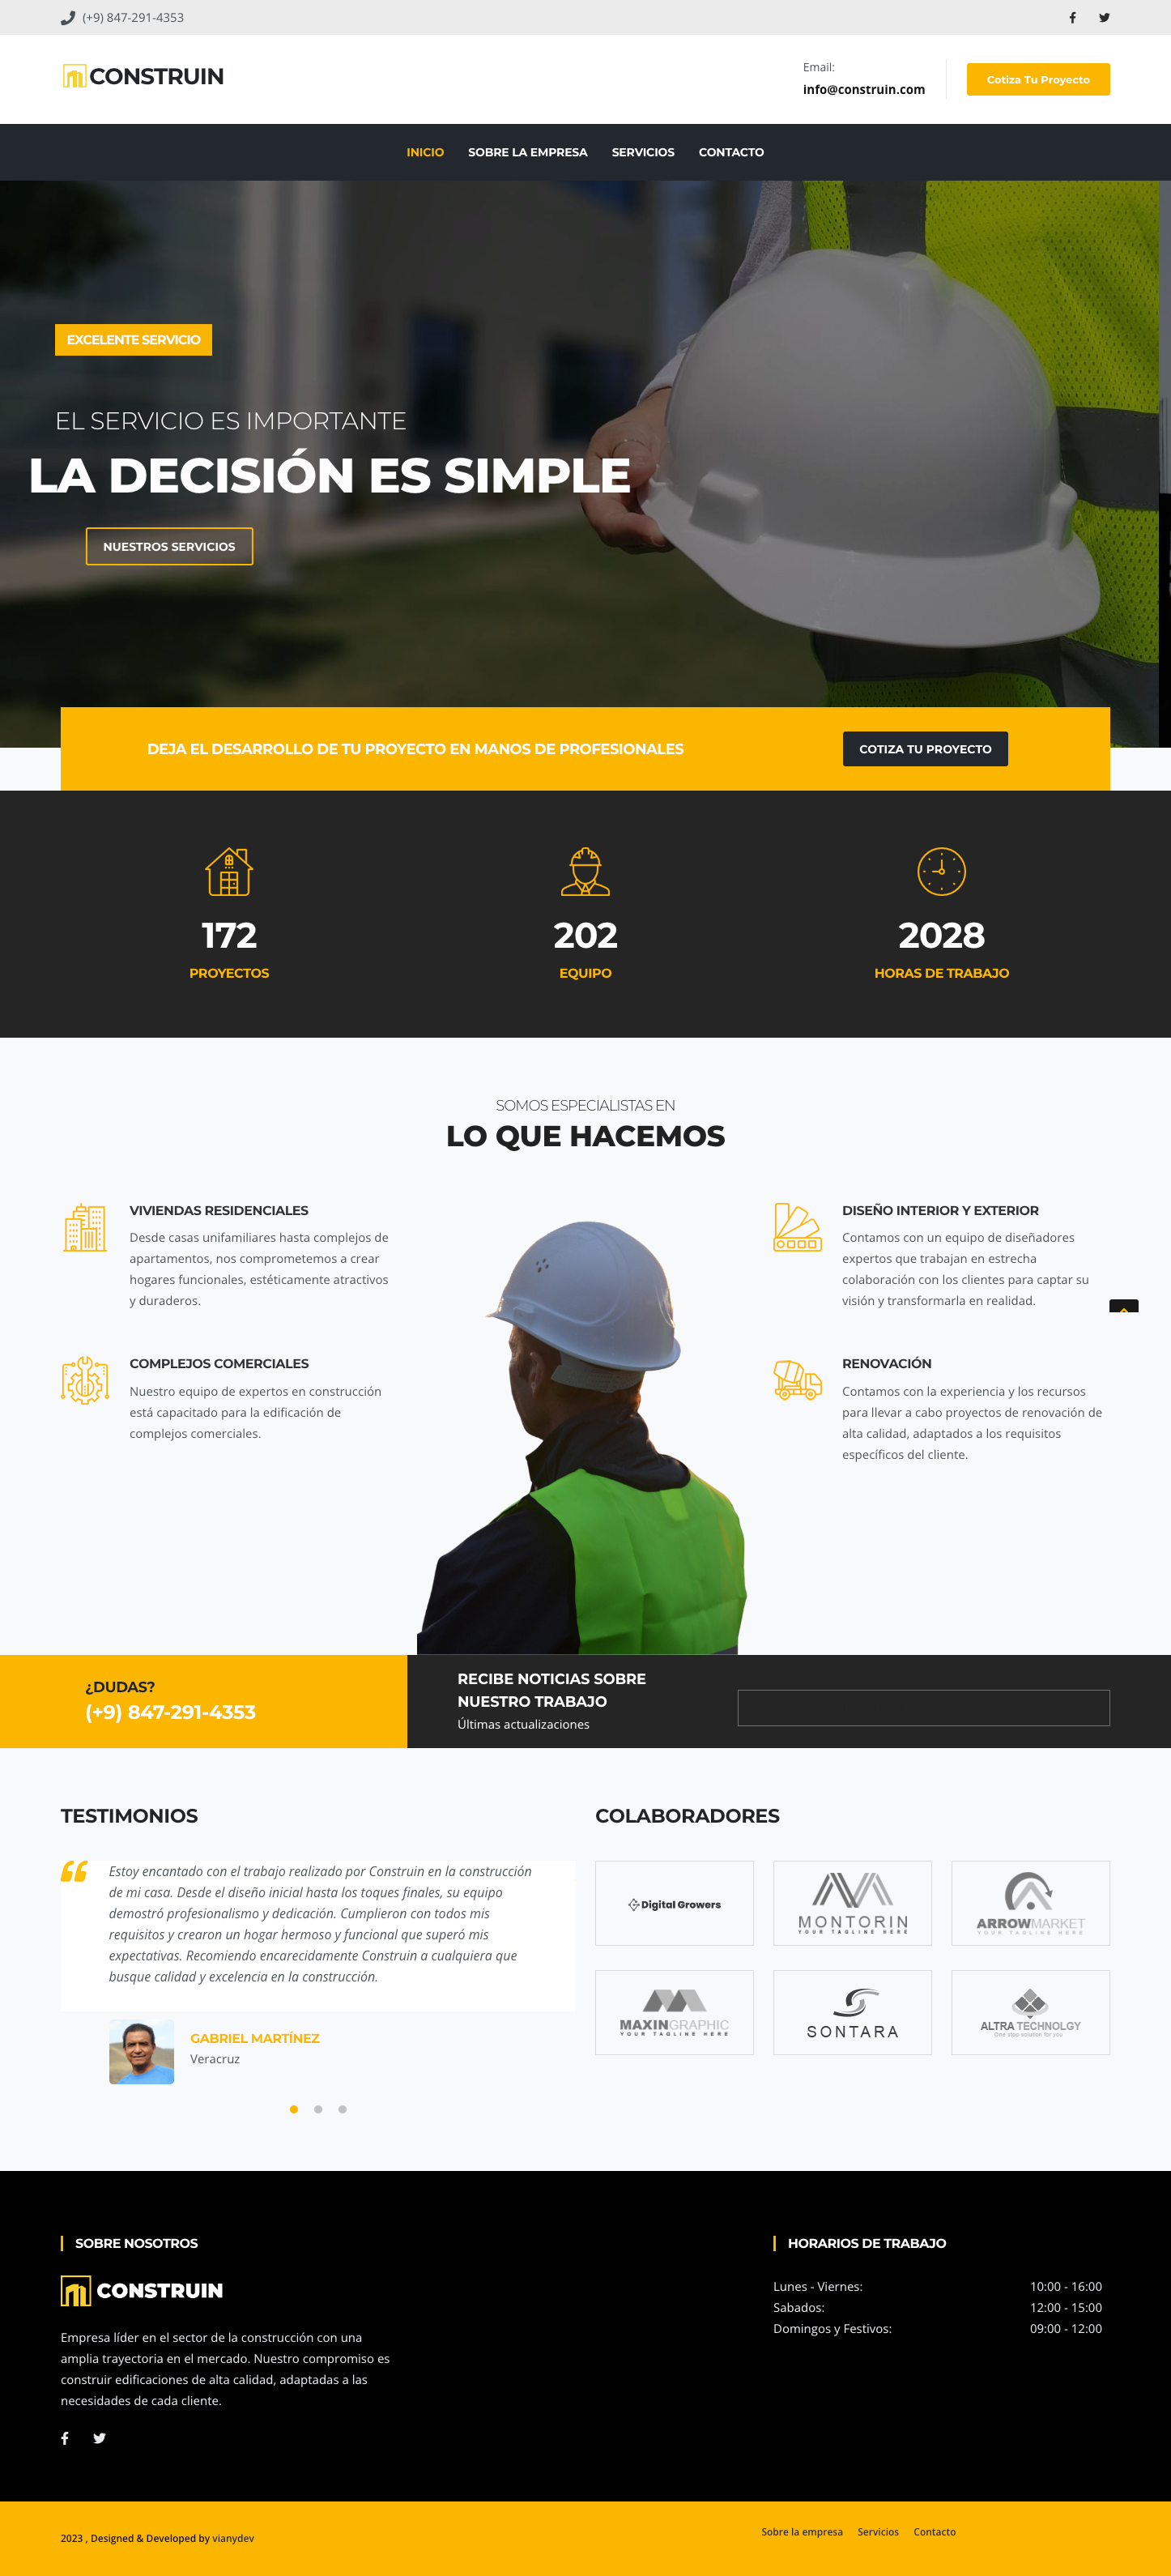 (+9) 847-291-4353
CONSTRUIN
Email:
info@construin.com
Cotiza Tu Proyecto
INICIO SOBRE LA EMPRESA SERVICIOS CONTACTO
EXCELENTE SERVICIO
EL SERVICIO ES IMPORTANTE
LA DECISIÓN ES SIMPLE
NUESTROS SERVICIOS
DEJA EL DESARROLLO DE TU PROYECTO EN MANOS DE PROFESIONALES
COTIZA TU PROYECTO
172
PROYECTOS
202
EQUIPO
2028
HORAS DE TRABAJO
SOMOS ESPECIALISTAS EN
LO QUE HACEMOS
VIVIENDAS RESIDENCIALES
Desde casas unifamiliares hasta complejos de
apartamentos, nos comprometemos a crear
hogares funcionales, estéticamente atractivos
y duraderos.
COMPLEJOS COMERCIALES
Nuestro equipo de expertos en construcción
está capacitado para la edificación de
complejos comerciales.
DISEÑO INTERIOR Y EXTERIOR
Contamos con un equipo de diseñadores
expertos que trabajan en estrecha
colaboración con los clientes para captar su
visión y transformarla en realidad.
RENOVACIÓN
Contamos con la experiencia y los recursos
para llevar a cabo proyectos de renovación de
alta calidad, adaptados a los requisitos
específicos del cliente.
¿DUDAS?
(+9) 847-291-4353
RECIBE NOTICIAS SOBRE
NUESTRO TRABAJO
Últimas actualizaciones
TESTIMONIOS
Estoy encantado con el trabajo realizado por Construin en la construcción
de mi casa. Desde el diseño inicial hasta los toques finales, su equipo
demostró profesionalismo y dedicación. Cumplieron con todos mis
requisitos y crearon un hogar hermoso y funcional que superó mis
expectativas. Recomiendo encarecidamente Construin a cualquiera que
busque calidad y excelencia en la construcción.
GABRIEL MARTÍNEZ
Veracruz
COLABORADORES
Digital Growers
MONTORIN
YOUR TAGLINE HERE
ARROWMARKET
YOUR TAGLINE HERE
MAXINGRAPHIC
YOUR TAGLINE HERE
SONTARA
ALTRA TECHNOLGY
One stop solution for you
SOBRE NOSOTROS
CONSTRUIN
Empresa líder en el sector de la construcción con una
amplia trayectoria en el mercado. Nuestro compromiso es
construir edificaciones de alta calidad, adaptadas a las
necesidades de cada cliente.
HORARIOS DE TRABAJO
Lunes - Viernes: 10:00 - 16:00
Sabados: 12:00 - 15:00
Domingos y Festivos: 09:00 - 12:00
2023 , Designed & Developed by vianydev
Sobre la empresa Servicios Contacto